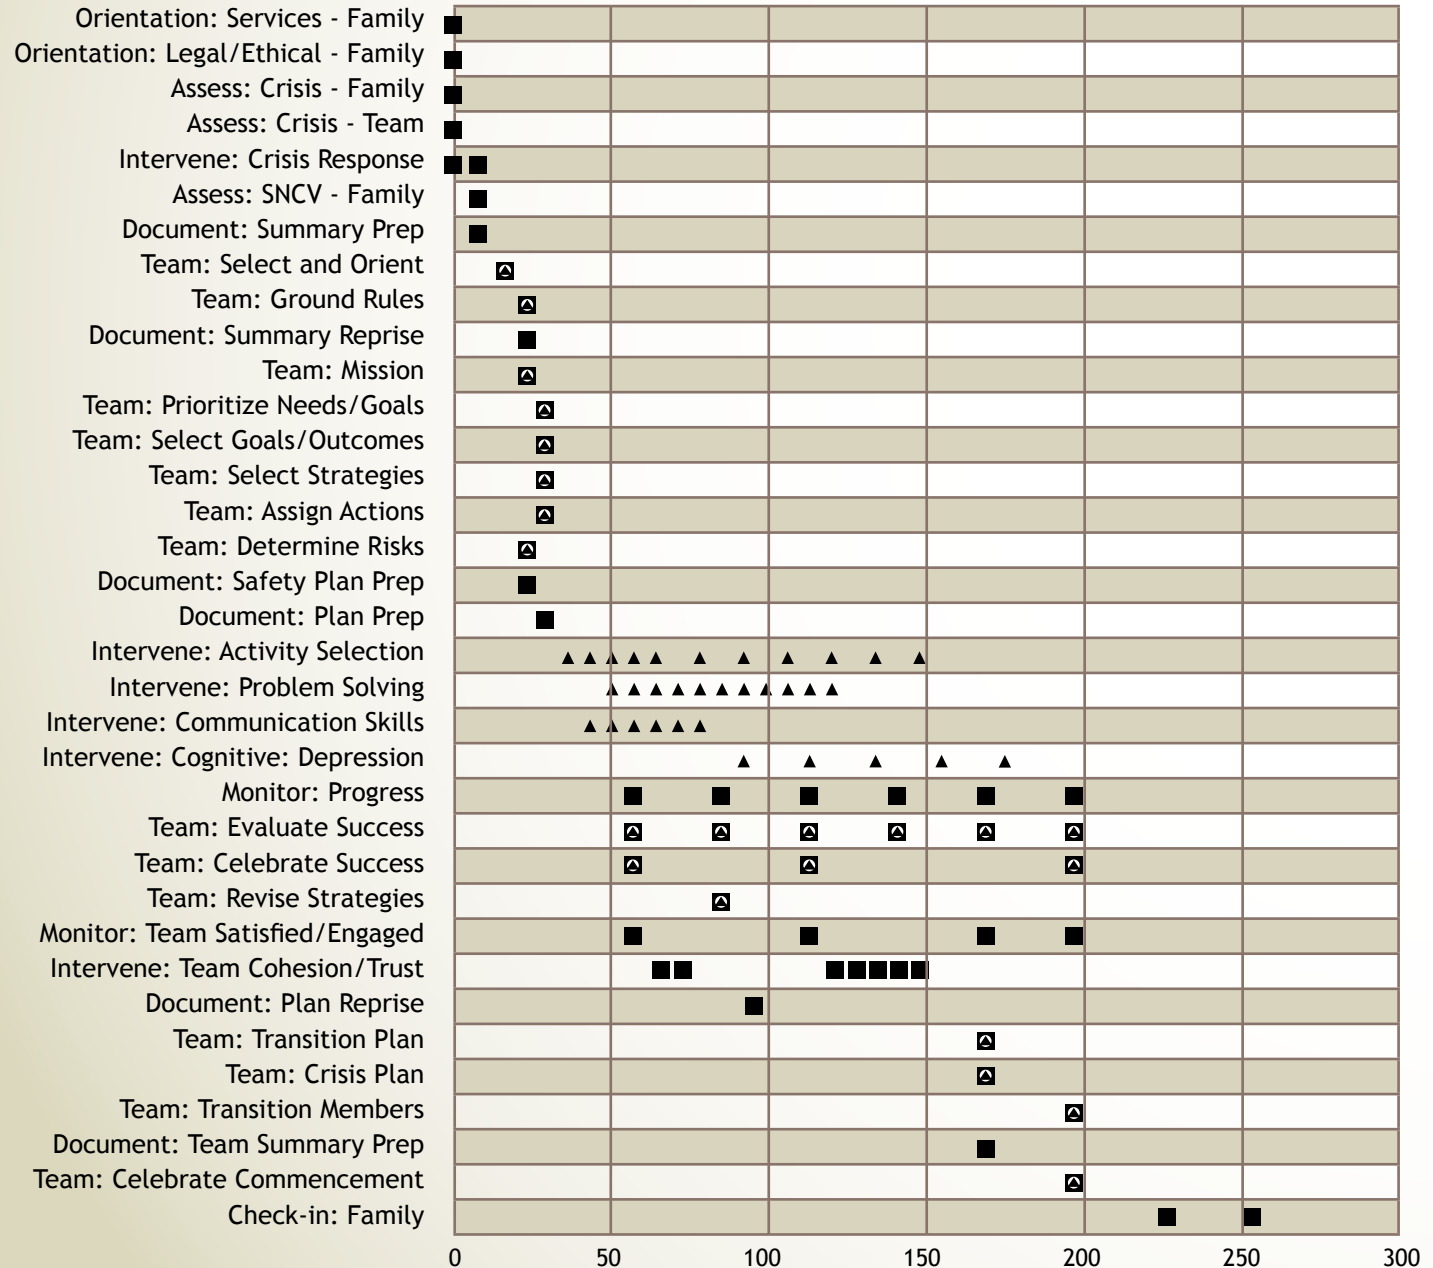 Orientation: Services - Family
Orientation: Legal/Ethical - Family
Assess: Crisis - Family
Assess: Crisis - Team
Intervene: Crisis Response
Assess: SNCV - Family
Document: Summary Prep
Team: Select and Orient
Team: Ground Rules
Document: Summary Reprise
Team: Mission
Team: Prioritize Needs/Goals
Team: Select Goals/Outcomes
Team: Select Strategies
Team: Assign Actions
Team: Determine Risks
Document: Safety Plan Prep
Document: Plan Prep
Intervene: Activity Selection
Intervene: Problem Solving
Intervene: Communication Skills
Intervene: Cognitive: Depression
Monitor: Progress
Team: Evaluate Success
Team: Celebrate Success
Team: Revise Strategies
Monitor: Team Satisfied/Engaged
Intervene: Team Cohesion/Trust
Document: Plan Reprise
Team: Transition Plan
Team: Crisis Plan
Team: Transition Members
Document: Team Summary Prep
Team: Celebrate Commencement
Check-in: Family
0 50 100 150 200 250 300